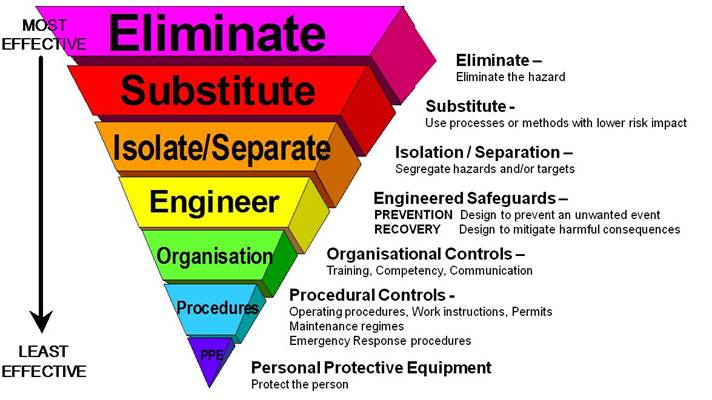 MOST
EFFECTIVE
Eliminate
Substitute
Isolate/Separate
Engineer
Organisation
Procedures
PPE
LEAST
EFFECTIVE
Eliminate –
Eliminate the hazard
Substitute -
Use processes or methods with lower risk impact
Isolation / Separation –
Segregate hazards and/or targets
Engineered Safeguards –
PREVENTION Design to prevent an unwanted event
RECOVERY Design to mitigate harmful consequences
Organisational Controls –
Training, Competency, Communication
Procedural Controls -
Operating procedures, Work instructions, Permits
Maintenance regimes
Emergency Response procedures
Personal Protective Equipment
Protect the person